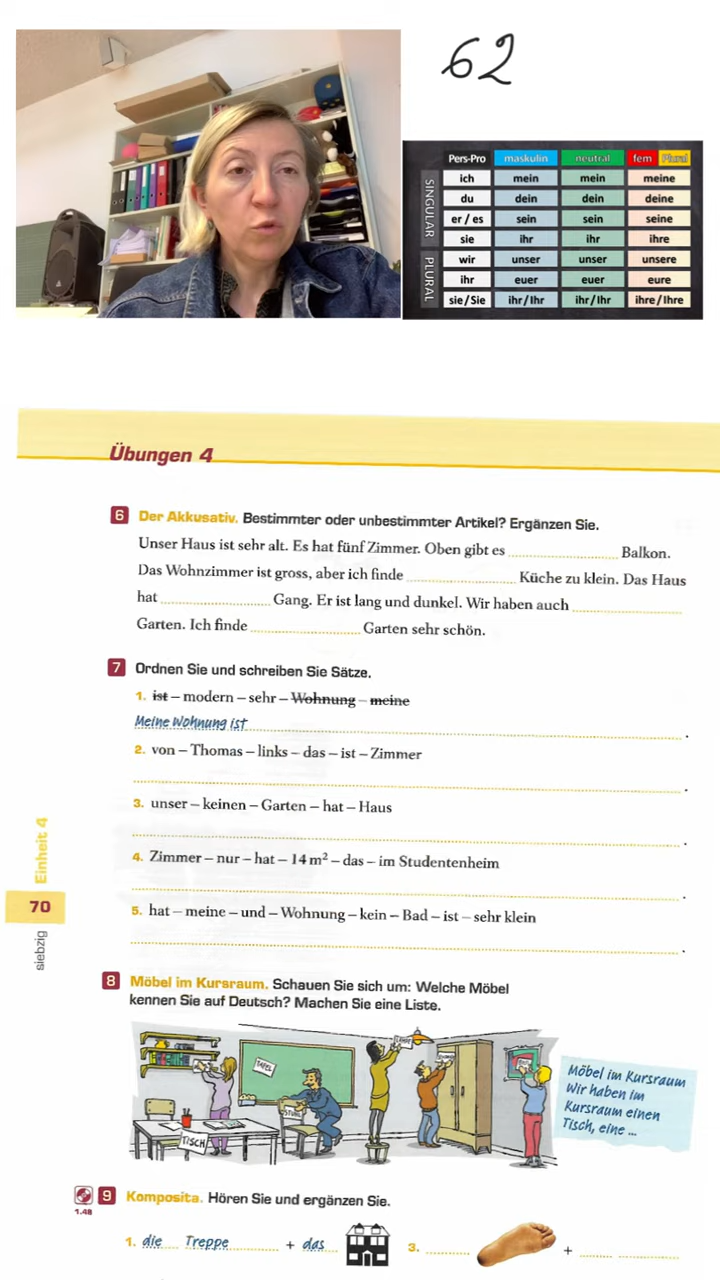 62
Pers-Pro maskulin neutral fem Plural
SINGULAR
ich mein mein meine
du dein dein deine
er / es sein sein seine
sie ihr ihr ihre
PLURAL
wir unser unser unsere
ihr euer euer eure
sie / Sie ihr / Ihr ihr / Ihr ihre / Ihre
Übungen 4
6 Der Akkusativ. Bestimmter oder unbestimmter Artikel? Ergänzen Sie.
Unser Haus ist sehr alt. Es hat fünf Zimmer. Oben gibt es Balkon.
Das Wohnzimmer ist gross, aber ich finde Küche zu klein. Das Haus
hat Gang. Er ist lang und dunkel. Wir haben auch
Garten. Ich finde Garten sehr schön.
7 Ordnen Sie und schreiben Sie Sätze.
1. ist – modern – sehr – Wohnung – meine
Meine Wohnung ist .
2. von – Thomas – links – das – ist – Zimmer
.
3. unser – keinen – Garten – hat – Haus
.
4. Zimmer – nur – hat – 14 m² – das – im Studentenheim
.
5. hat – meine – und – Wohnung – kein – Bad – ist – sehr klein
.
Einheit 4
70
siebzig
8 Möbel im Kursraum. Schauen Sie sich um: Welche Möbel
kennen Sie auf Deutsch? Machen Sie eine Liste.
TAFEL
STUHL
TISCH
Möbel im Kursraum
Wir haben im
Kursraum einen
Tisch, eine ...
1.48
9 Komposita. Hören Sie und ergänzen Sie.
1. die Treppe + das 3. +